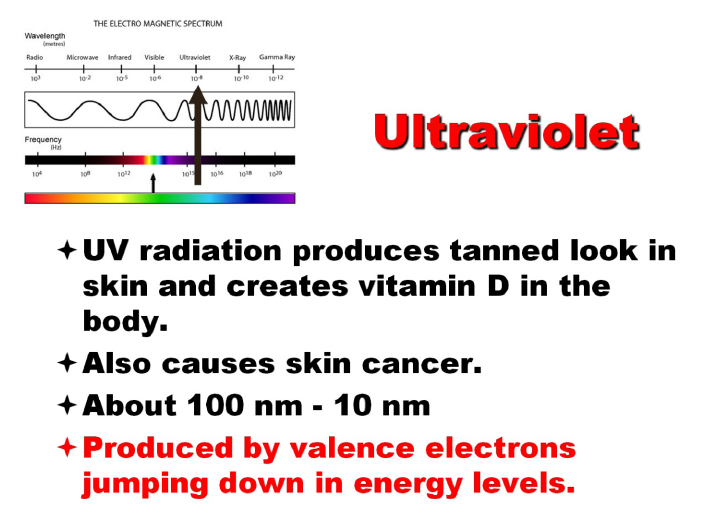 THE ELECTRO MAGNETIC SPECTRUM
Wavelength
(metres)
Radio Microwave Infrared Visible Ultraviolet X-Ray Gamma Ray
10³ 10⁻² 10⁻⁵ 10⁻⁶ 10⁻⁸ 10⁻¹⁰ 10⁻¹²
Ultraviolet
Frequency
(Hz)
10⁴ 10⁸ 10¹² 10¹⁵ 10¹⁶ 10¹⁸ 10²⁰
UV radiation produces tanned look in
skin and creates vitamin D in the
body.
Also causes skin cancer.
About 100 nm - 10 nm
Produced by valence electrons
jumping down in energy levels.